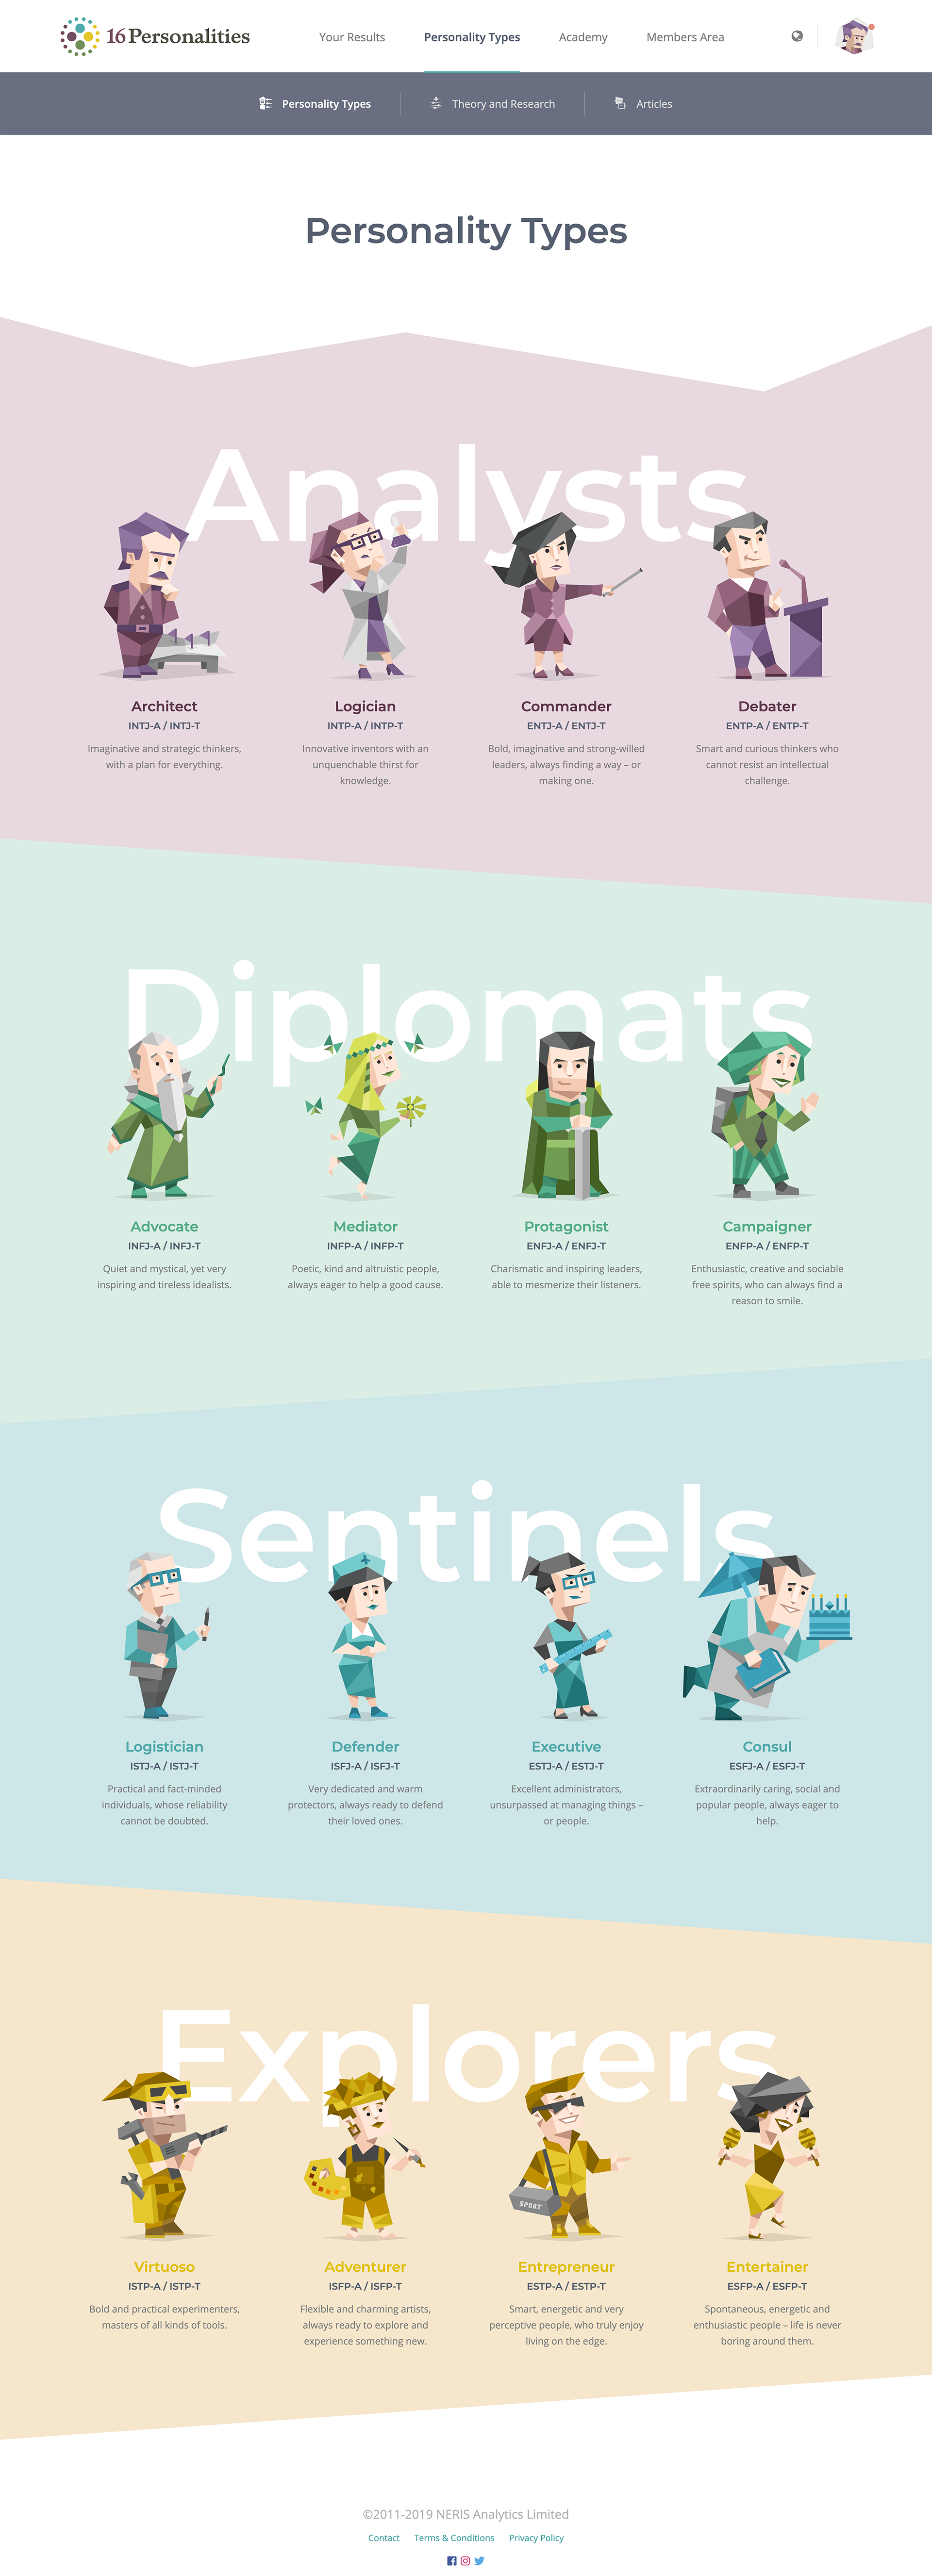 16Personalities
Your Results
Personality Types
Academy
Members Area
Personality Types
Theory and Research
Articles
Personality Types
Analysts
Architect
INTJ-A / INTJ-T
Imaginative and strategic thinkers,
with a plan for everything.
Logician
INTP-A / INTP-T
Innovative inventors with an
unquenchable thirst for
knowledge.
Commander
ENTJ-A / ENTJ-T
Bold, imaginative and strong-willed
leaders, always finding a way – or
making one.
Debater
ENTP-A / ENTP-T
Smart and curious thinkers who
cannot resist an intellectual
challenge.
Diplomats
Advocate
INFJ-A / INFJ-T
Quiet and mystical, yet very
inspiring and tireless idealists.
Mediator
INFP-A / INFP-T
Poetic, kind and altruistic people,
always eager to help a good cause.
Protagonist
ENFJ-A / ENFJ-T
Charismatic and inspiring leaders,
able to mesmerize their listeners.
Campaigner
ENFP-A / ENFP-T
Enthusiastic, creative and sociable
free spirits, who can always find a
reason to smile.
Sentinels
Logistician
ISTJ-A / ISTJ-T
Practical and fact-minded
individuals, whose reliability
cannot be doubted.
Defender
ISFJ-A / ISFJ-T
Very dedicated and warm
protectors, always ready to defend
their loved ones.
Executive
ESTJ-A / ESTJ-T
Excellent administrators,
unsurpassed at managing things –
or people.
Consul
ESFJ-A / ESFJ-T
Extraordinarily caring, social and
popular people, always eager to
help.
Explorers
SPORT
Virtuoso
ISTP-A / ISTP-T
Bold and practical experimenters,
masters of all kinds of tools.
Adventurer
ISFP-A / ISFP-T
Flexible and charming artists,
always ready to explore and
experience something new.
Entrepreneur
ESTP-A / ESTP-T
Smart, energetic and very
perceptive people, who truly enjoy
living on the edge.
Entertainer
ESFP-A / ESFP-T
Spontaneous, energetic and
enthusiastic people – life is never
boring around them.
©2011-2019 NERIS Analytics Limited
Contact
Terms & Conditions
Privacy Policy